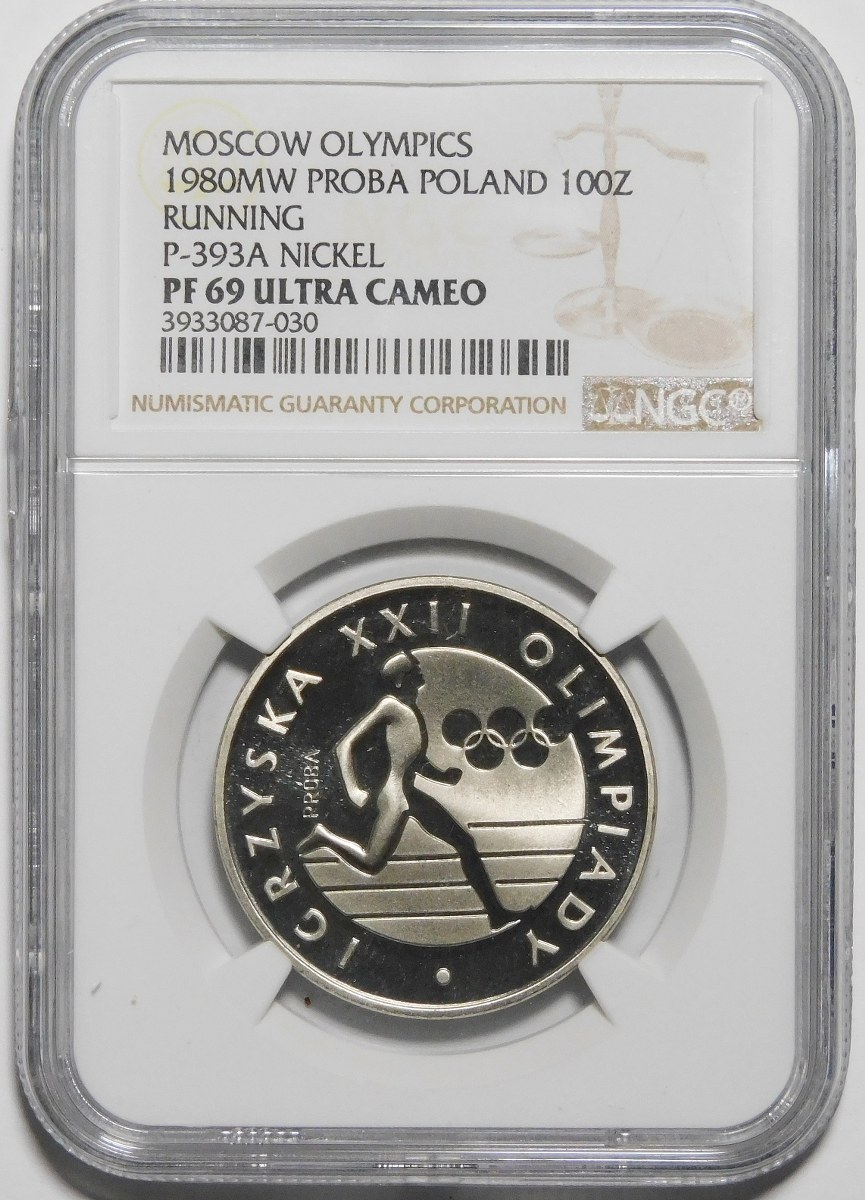 MOSCOW OLYMPICS
1980MW PROBA POLAND 100Z
RUNNING
P-393A NICKEL
PF 69 ULTRA CAMEO
3933087-030
NUMISMATIC GUARANTY CORPORATION
NGC®
IGRZYSKA XXII OLIMPIADY
PRÓBA